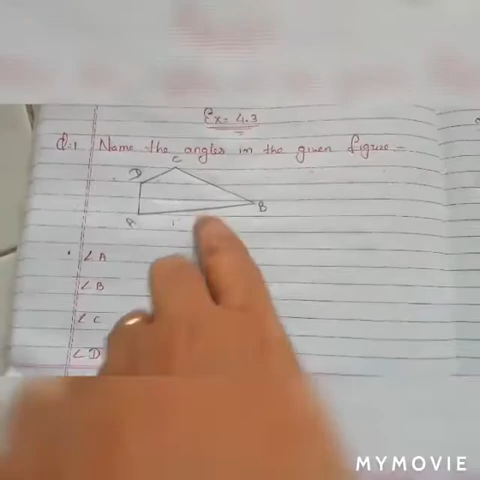 Ex= 4.3
Q.1 Name the angles in the given figure -
C
D
B
A
∠A
∠B
∠C
∠D
MYMOVIE